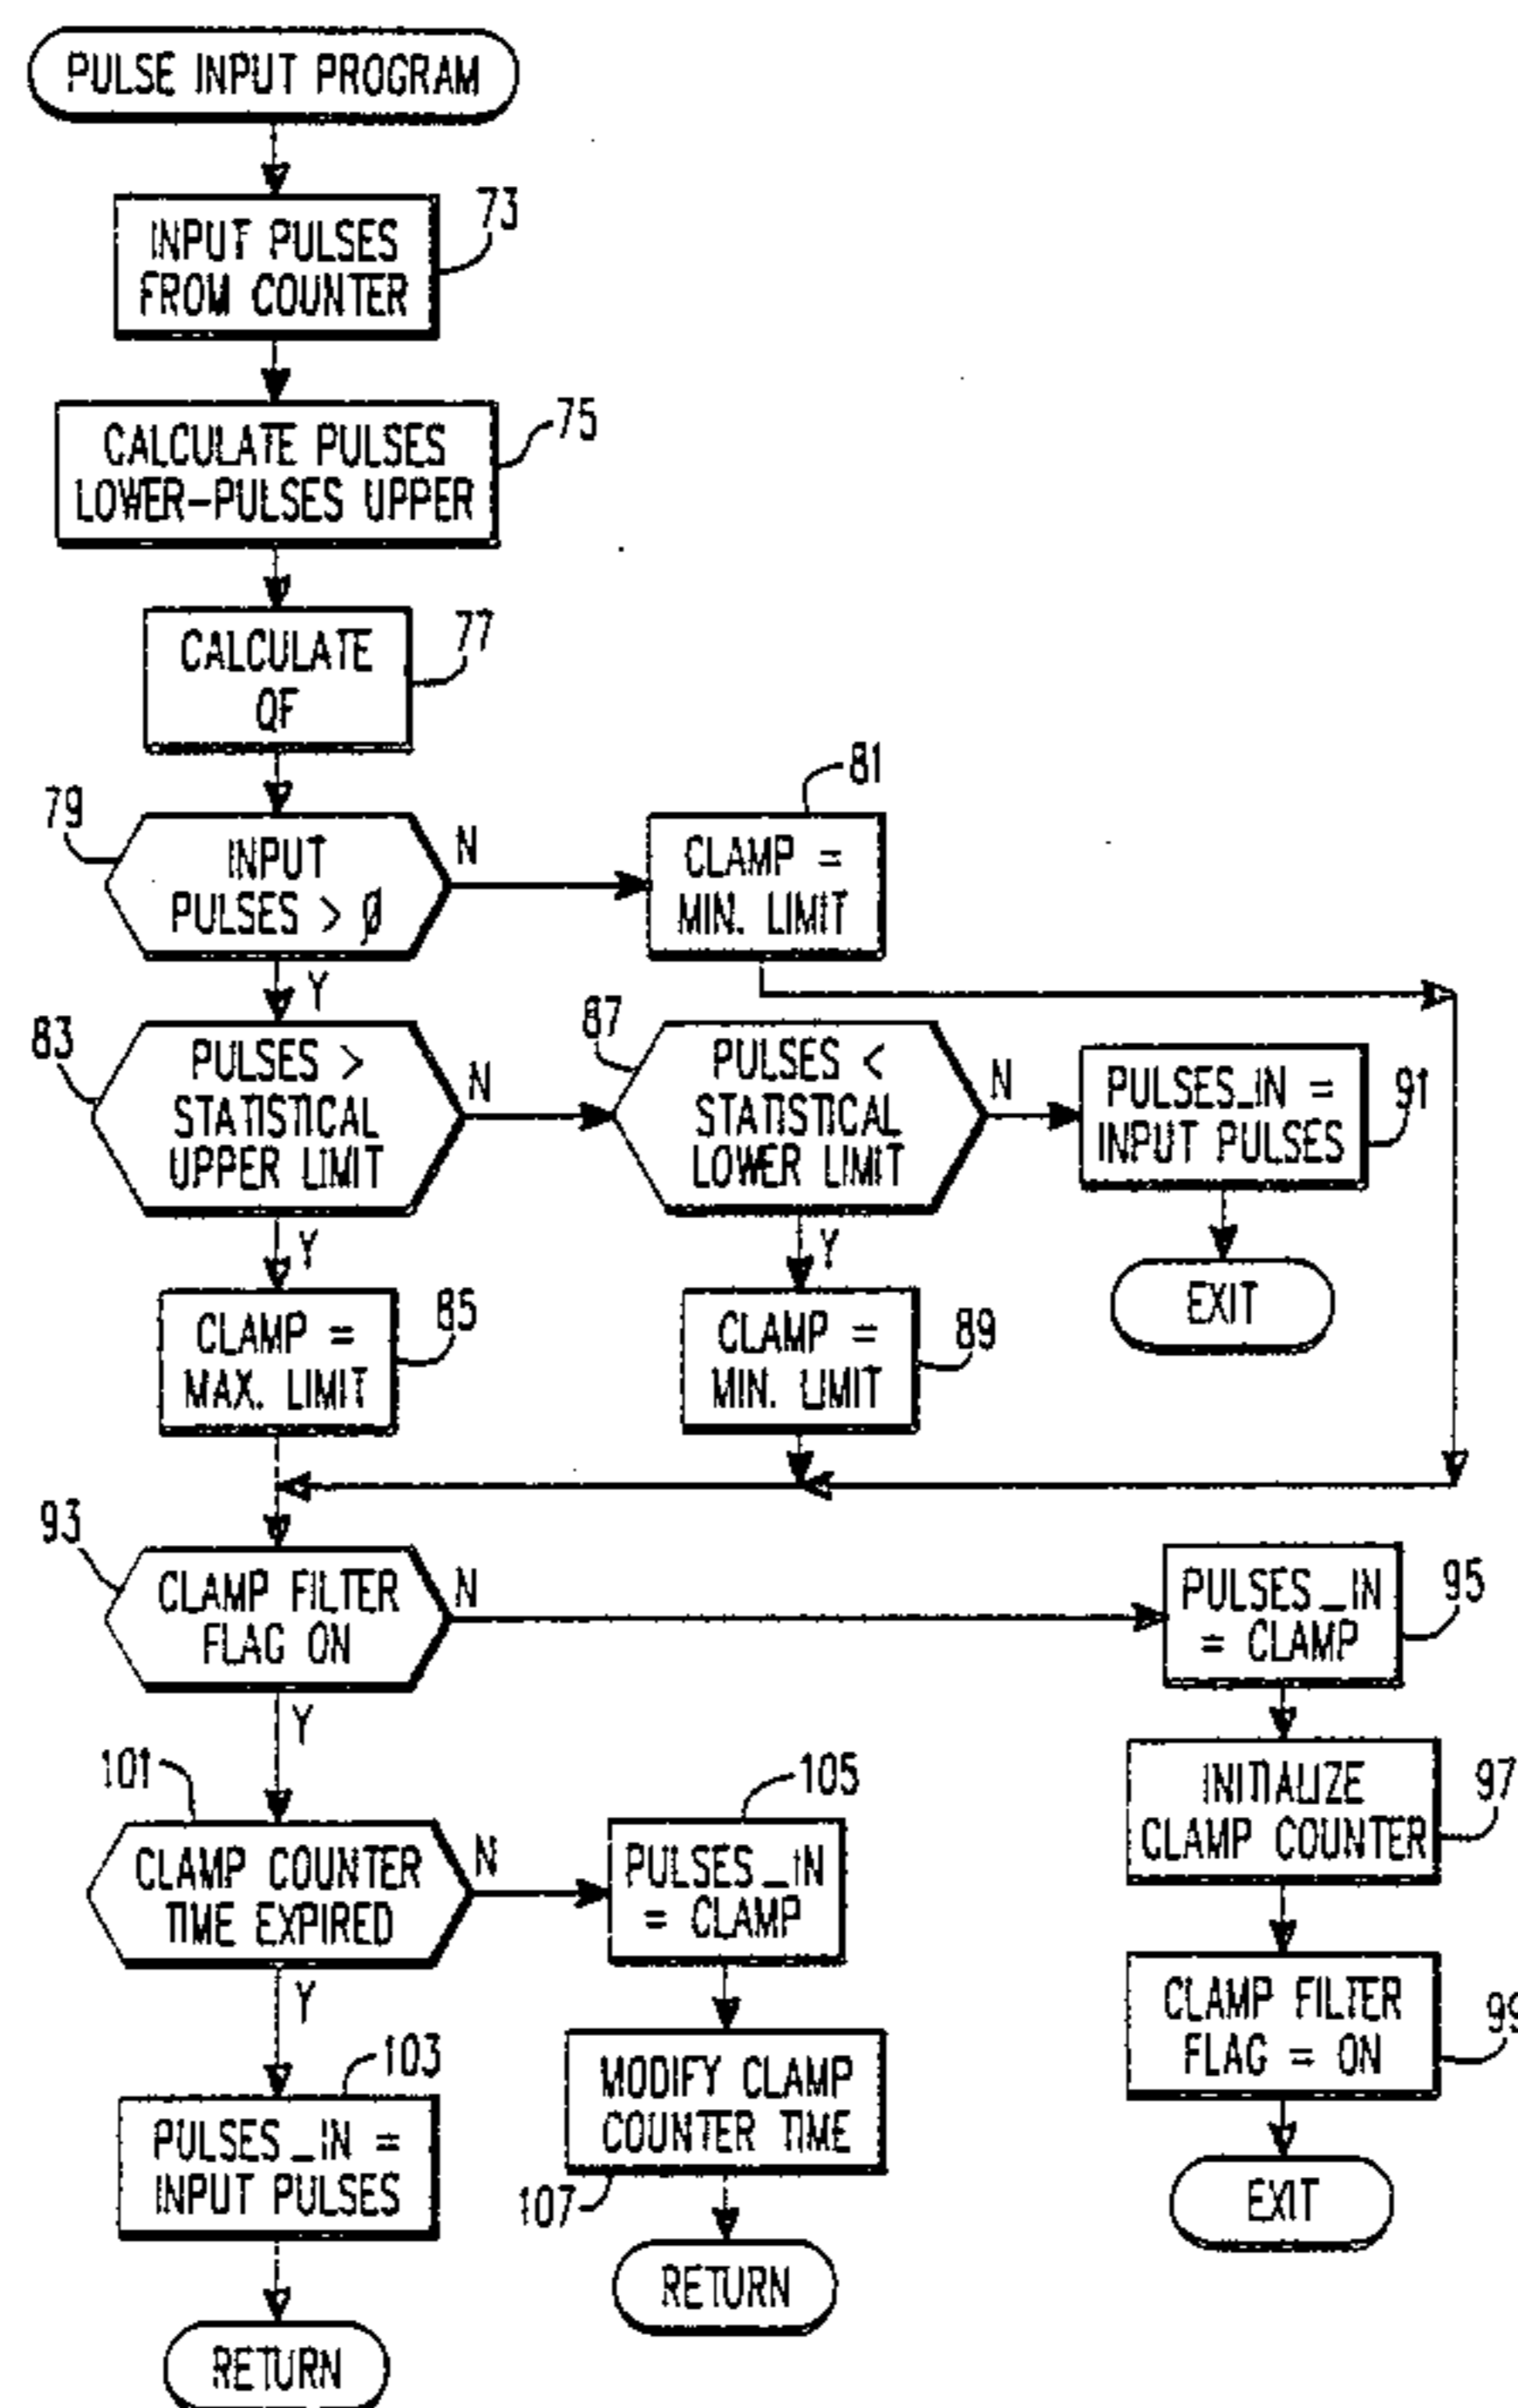 PULSE INPUT PROGRAM
73
INPUT PULSES
FROM COUNTER
75
CALCULATE PULSES
LOWER-PULSES UPPER
77
CALCULATE
QF
79
INPUT
PULSES > Ø
N
Y
81
CLAMP =
MIN. LIMIT
83
PULSES >
STATISTICAL
UPPER LIMIT
N
Y
87
PULSES <
STATISTICAL
LOWER LIMIT
N
Y
PULSES_IN =
INPUT PULSES
91
EXIT
CLAMP =
MAX. LIMIT
85
CLAMP =
MIN. LIMIT
89
93
CLAMP FILTER
FLAG ON
N
Y
PULSES_IN
= CLAMP
95
INITIALIZE
CLAMP COUNTER
97
CLAMP FILTER
FLAG = ON
99
EXIT
101
CLAMP COUNTER
TIME EXPIRED
N
Y
105
PULSES_IN
= CLAMP
MODIFY CLAMP
COUNTER TIME
107
RETURN
103
PULSES_IN =
INPUT PULSES
RETURN